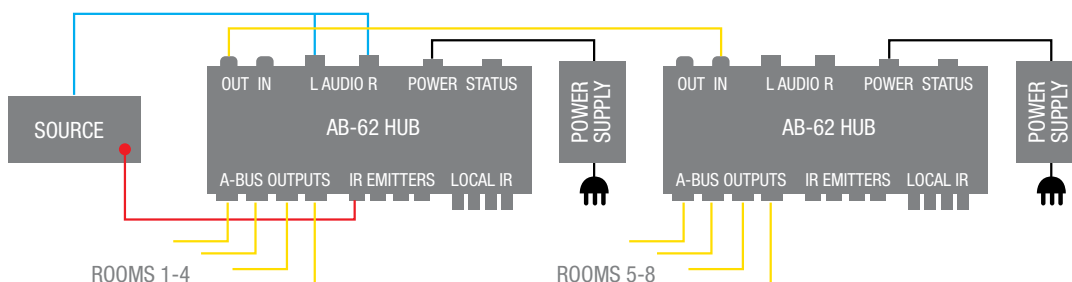 OUT IN L AUDIO R POWER STATUS
AB-62 HUB
A-BUS OUTPUTS IR EMITTERS LOCAL IR
SOURCE
POWER
SUPPLY
ROOMS 1-4
OUT IN L AUDIO R POWER STATUS
AB-62 HUB
A-BUS OUTPUTS IR EMITTERS LOCAL IR
POWER
SUPPLY
ROOMS 5-8